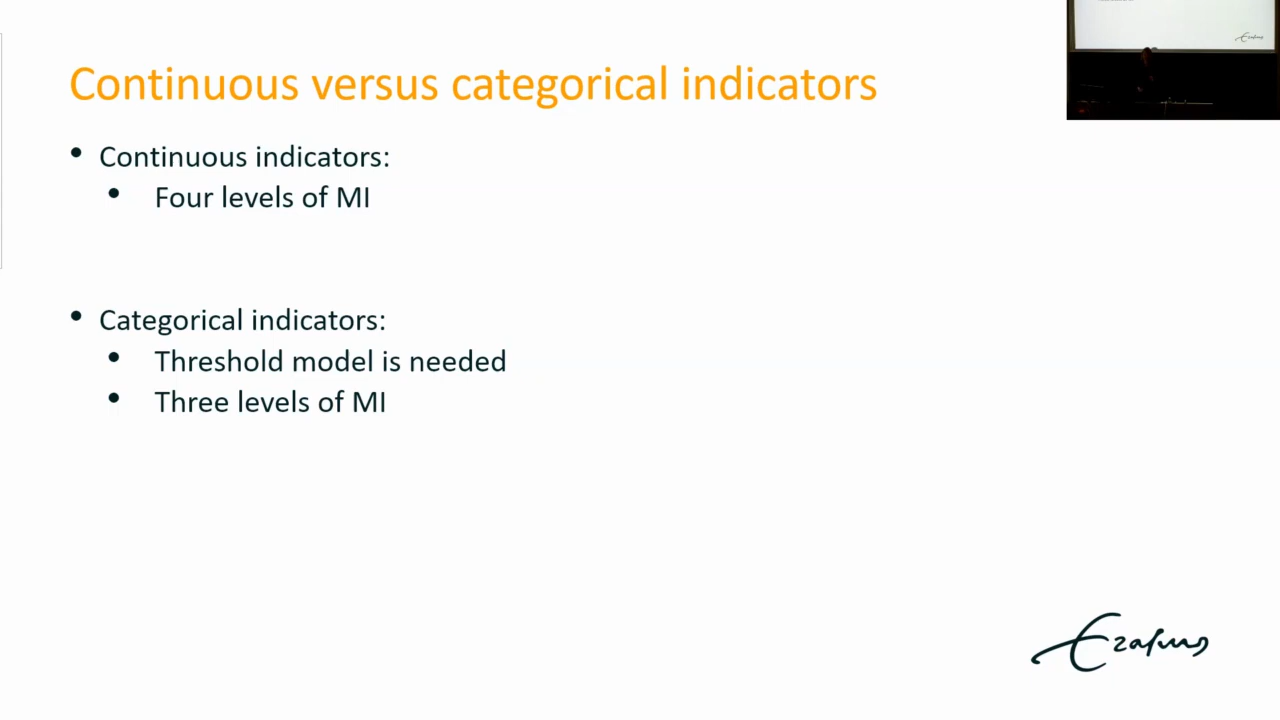 Continuous versus categorical indicators
• Continuous indicators:
• Four levels of MI
• Categorical indicators:
• Threshold model is needed
• Three levels of MI
Erasmus